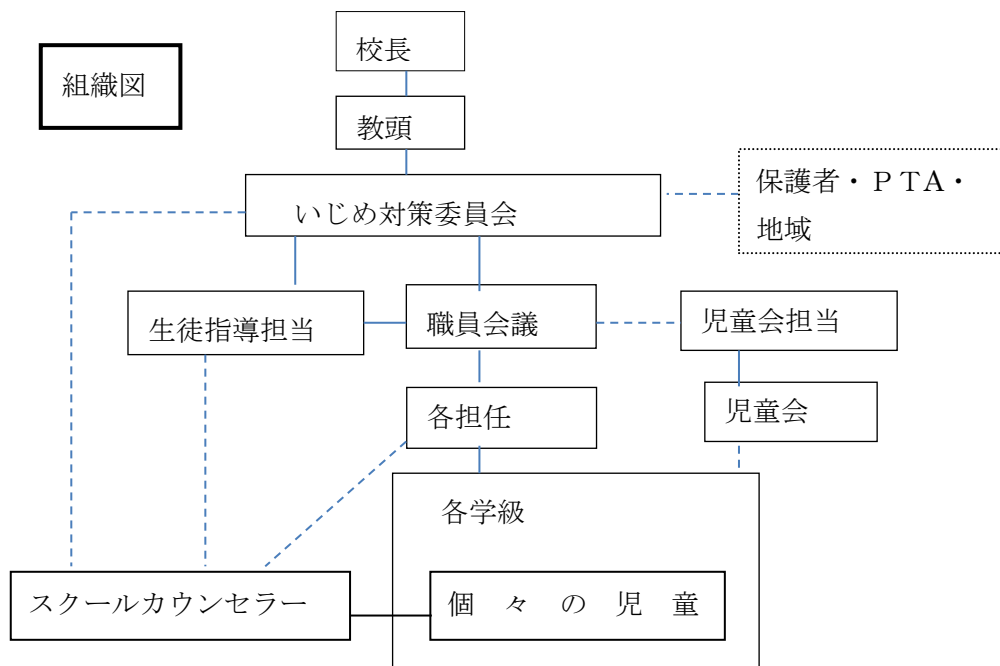 校長
組織図
教頭
保護者・ＰＴＡ・
地域
いじめ対策委員会
生徒指導担当
職員会議
児童会担当
各担任
児童会
各学級
スクールカウンセラー
個　々　の　児　童